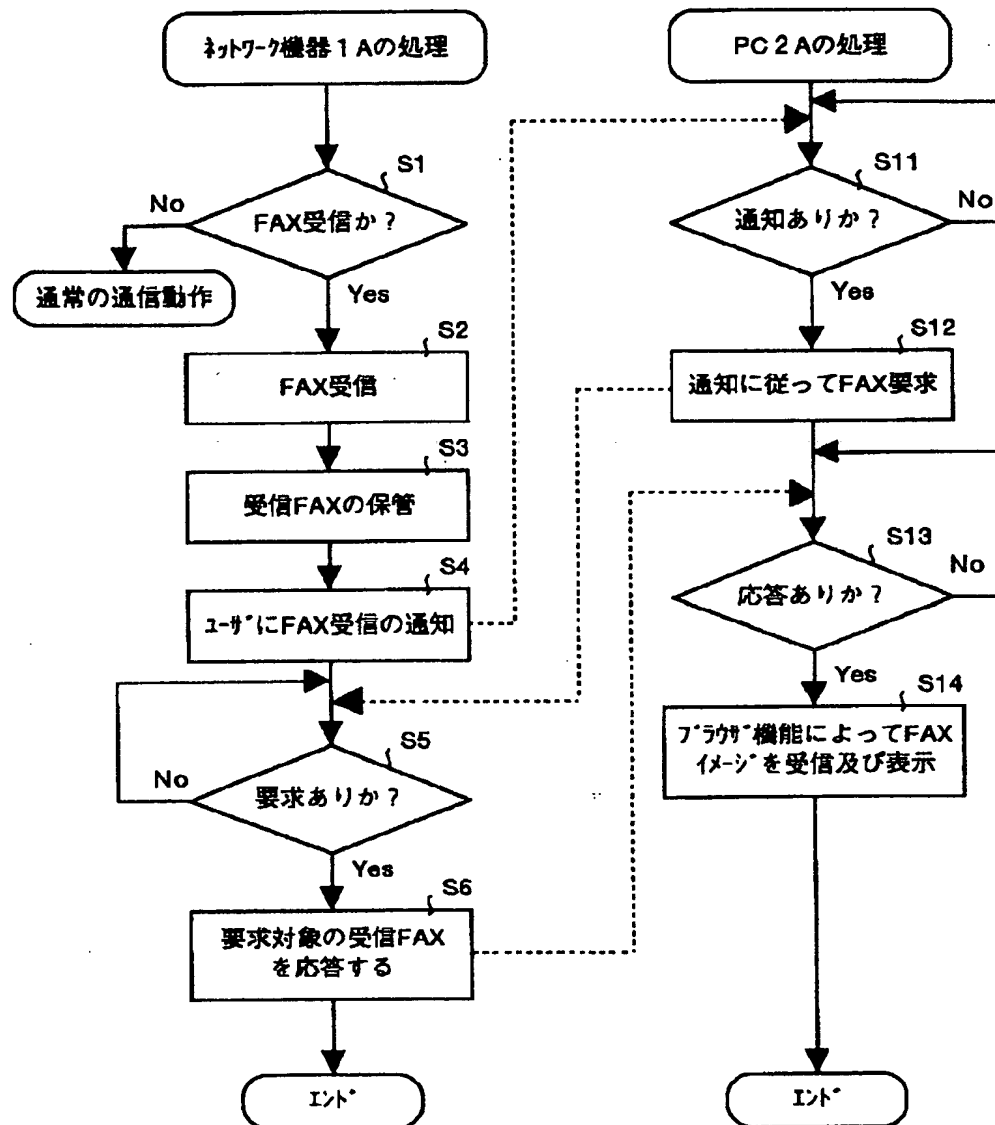 ﾈｯﾄﾜｰｸ機器１Aの処理
S1
FAX受信か？
No
Yes
通常の通信動作
S2
FAX受信
S3
受信FAXの保管
S4
ﾕｰｻﾞにFAX受信の通知
S5
要求ありか？
No
Yes
S6
要求対象の受信FAX
を応答する
ｴﾝﾄﾞ
PC２Aの処理
S11
通知ありか？
No
Yes
S12
通知に従ってFAX要求
S13
応答ありか？
No
Yes
S14
ﾌﾞﾗｳｻﾞ機能によってFAX
ｲﾒｰｼﾞを受信及び表示
ｴﾝﾄﾞ